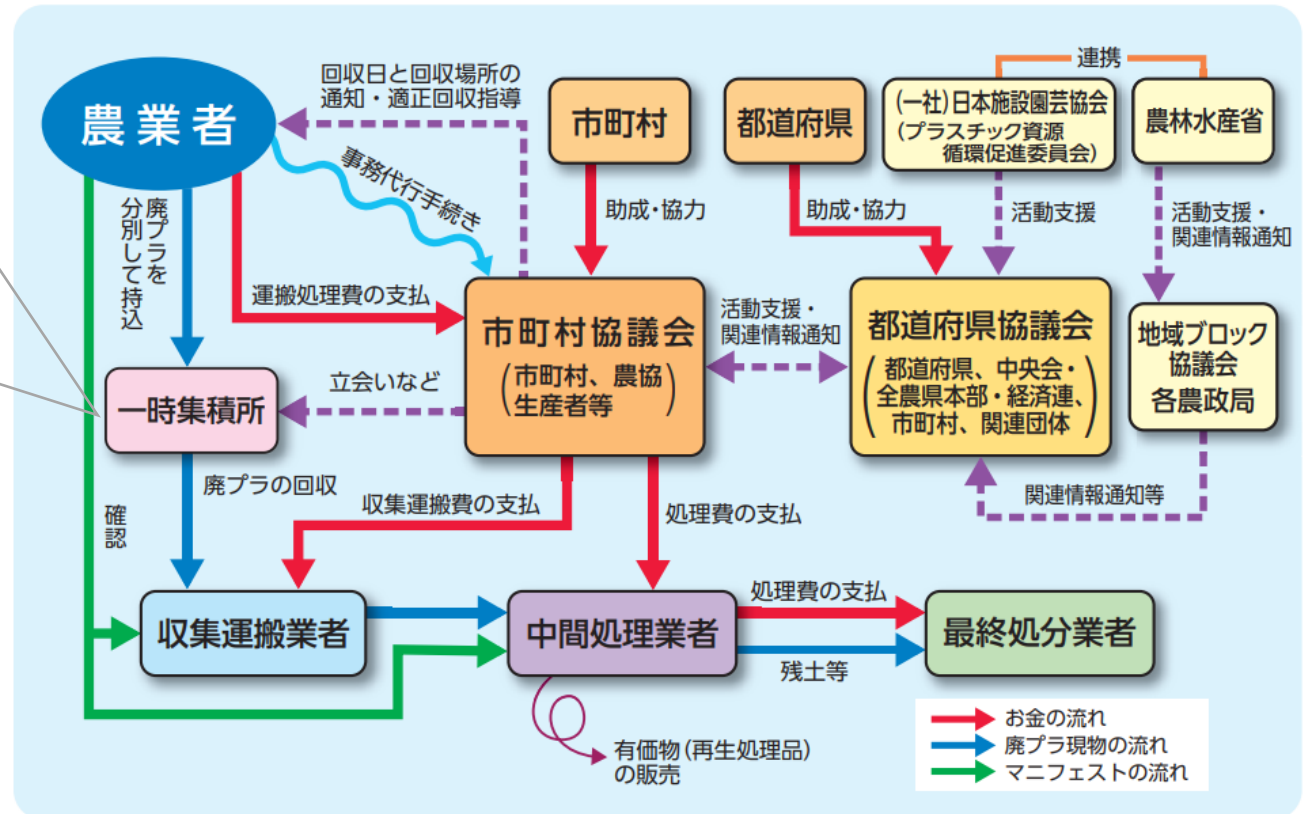 農業者
回収日と回収場所の
通知・適正回収指導
市町村
都道府県
連携
(一社)日本施設園芸協会
(プラスチック資源
循環促進委員会)
農林水産省
事務代行手続き
廃プラを
分別して持込
運搬処理費の支払
助成・協力
助成・協力
活動支援
活動支援・
関連情報通知
市町村協議会
(市町村、農協
生産者等)
活動支援・
関連情報通知
都道府県協議会
(都道府県、中央会・
全農県本部・経済連、
市町村、関連団体)
地域ブロック
協議会
各農政局
一時集積所
立会いなど
廃プラの回収
収集運搬費の支払
処理費の支払
関連情報通知等
確認
収集運搬業者
中間処理業者
処理費の支払
残土等
最終処分業者
有価物(再生処理品)
の販売
お金の流れ
廃プラ現物の流れ
マニフェストの流れ